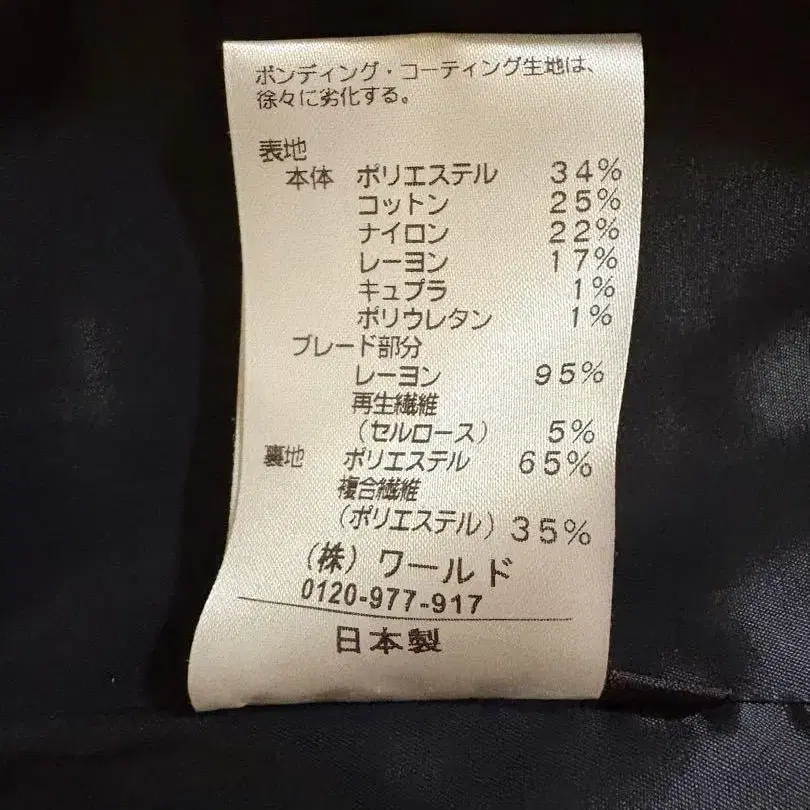 ボンディング・コーティング生地は、
徐々に劣化する。
表地
本体 ポリエステル 34%
コットン 25%
ナイロン 22%
レーヨン 17%
キュプラ 1%
ポリウレタン 1%
ブレード部分
レーヨン 95%
再生繊維
(セルロース) 5%
裏地 ポリエステル 65%
複合繊維
(ポリエステル) 35%
(株)ワールド
0120-977-917
日本製